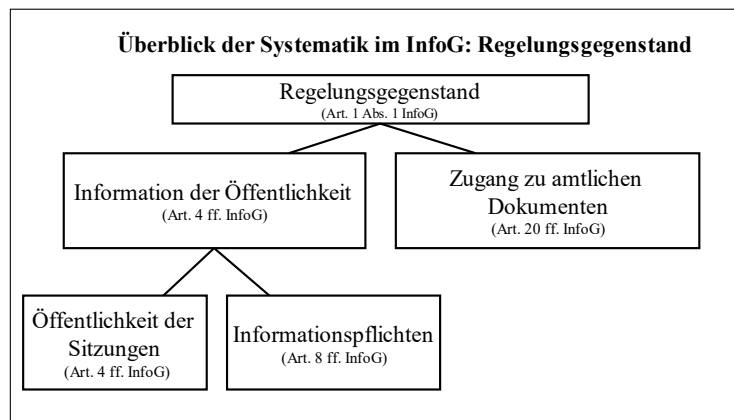 Überblick der Systematik im InfoG: Regelungsgegenstand
Regelungsgegenstand
(Art. 1 Abs. 1 InfoG)
Information der Öffentlichkeit
(Art. 4 ff. InfoG)
Zugang zu amtlichen
Dokumenten
(Art. 20 ff. InfoG)
Öffentlichkeit der
Sitzungen
(Art. 4 ff. InfoG)
Informationspflichten
(Art. 8 ff. InfoG)